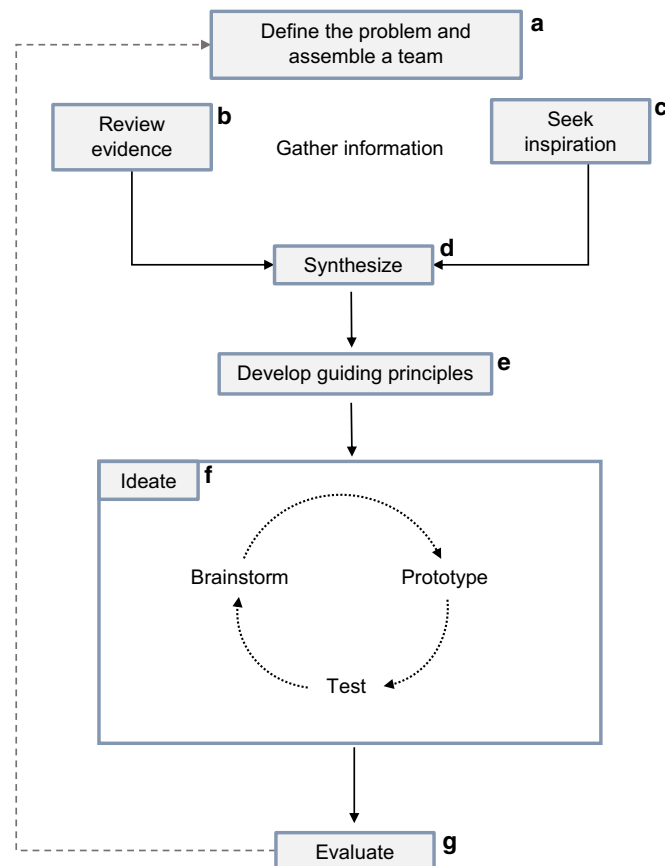 Define the problem and
assemble a team
a
Review
evidence
b
Gather information
Seek
inspiration
c
Synthesize
d
Develop guiding principles
e
Ideate
f
Brainstorm
Prototype
Test
Evaluate
g